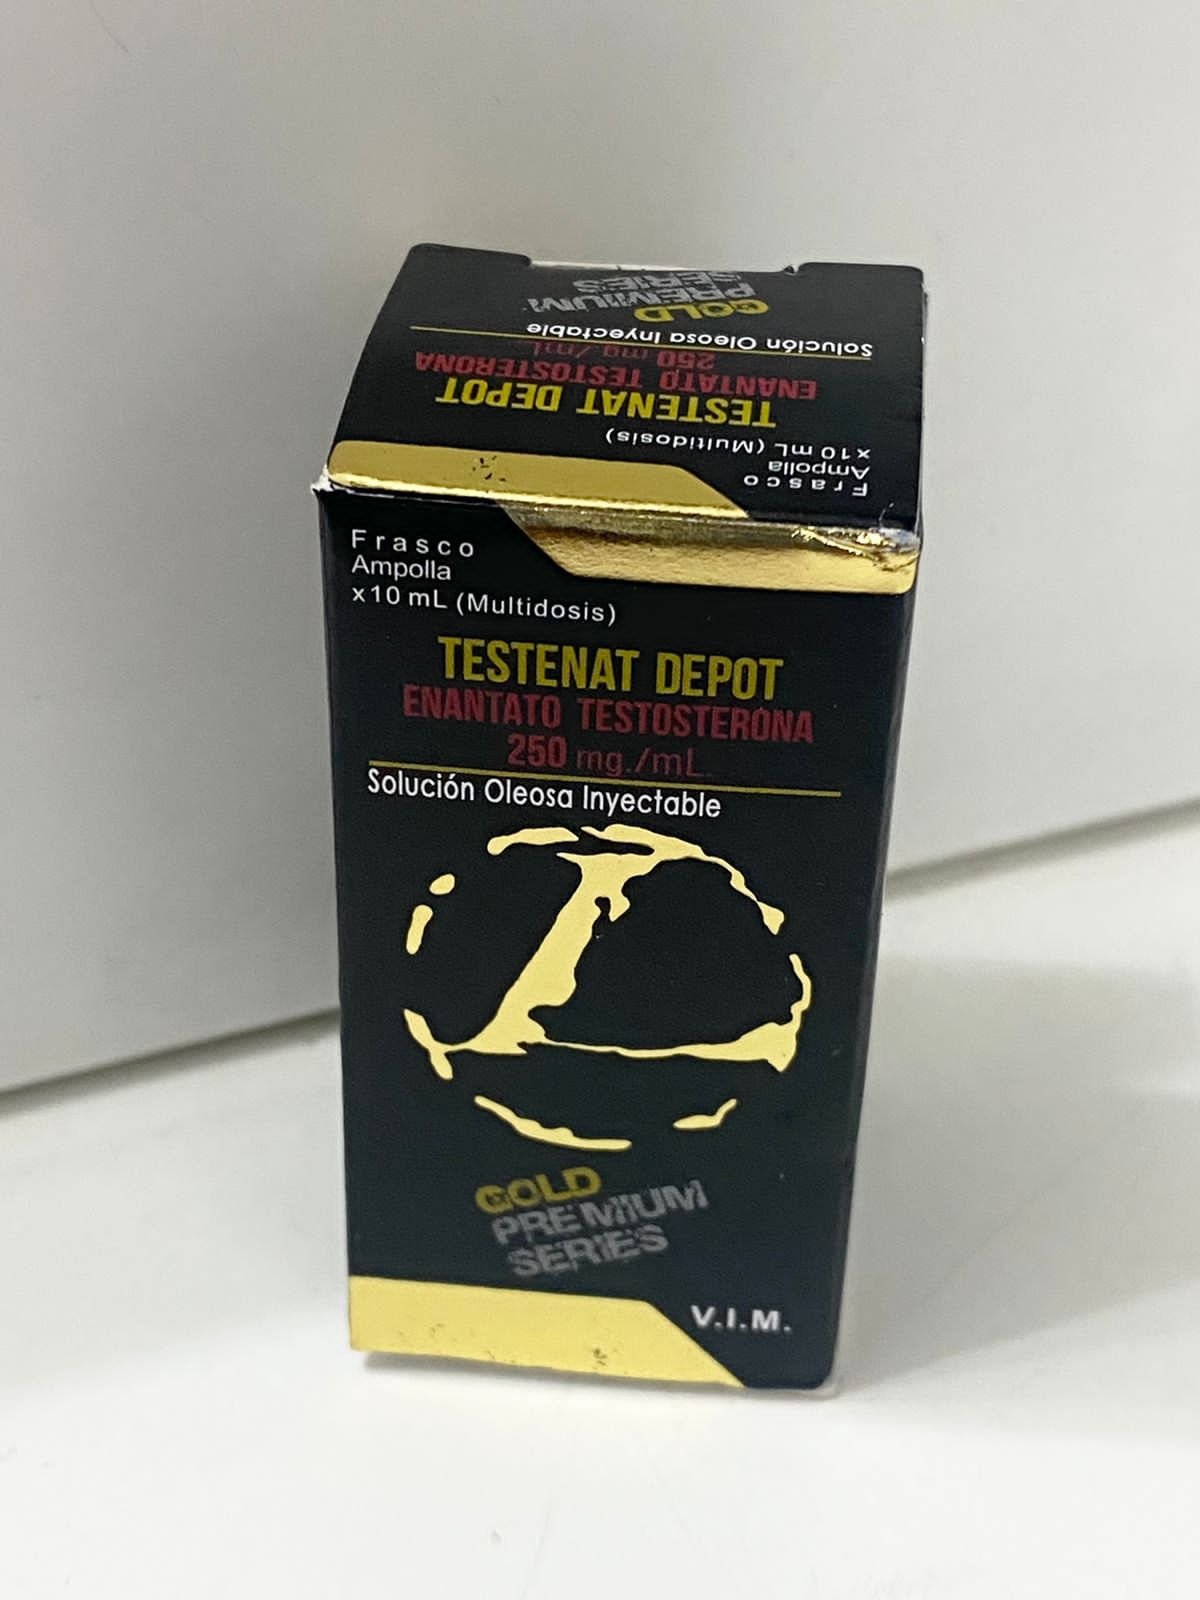 GOLD
PREMIUM
SERIES
Solución Oleosa Inyectable
250 mg./mL
ENANTATO TESTOSTERONA
TESTENAT DEPOT
x10 mL (Multidosis)
Ampolla
Frasco
Frasco
Ampolla
x10 mL (Multidosis)
TESTENAT DEPOT
ENANTATO TESTOSTERONA
250 mg./mL.
Solución Oleosa Inyectable
GOLD
PREMIUM
SERIES
V.I.M.